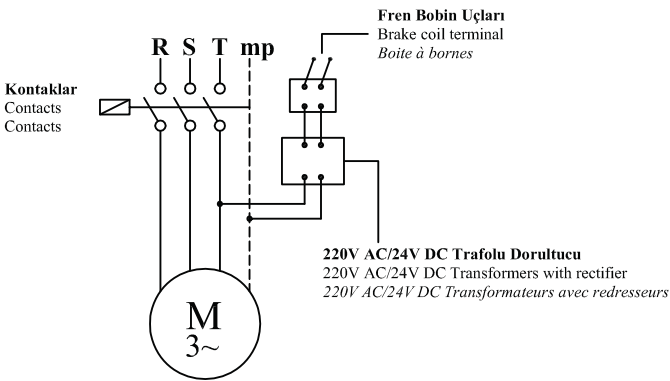 Fren Bobin Uçları
Brake coil terminal
Boite à bornes
R S T mp
Kontaklar
Contacts
Contacts
220V AC/24V DC Trafolu Dorultucu
220V AC/24V DC Transformers with rectifier
220V AC/24V DC Transformateurs avec redresseurs
M
3~